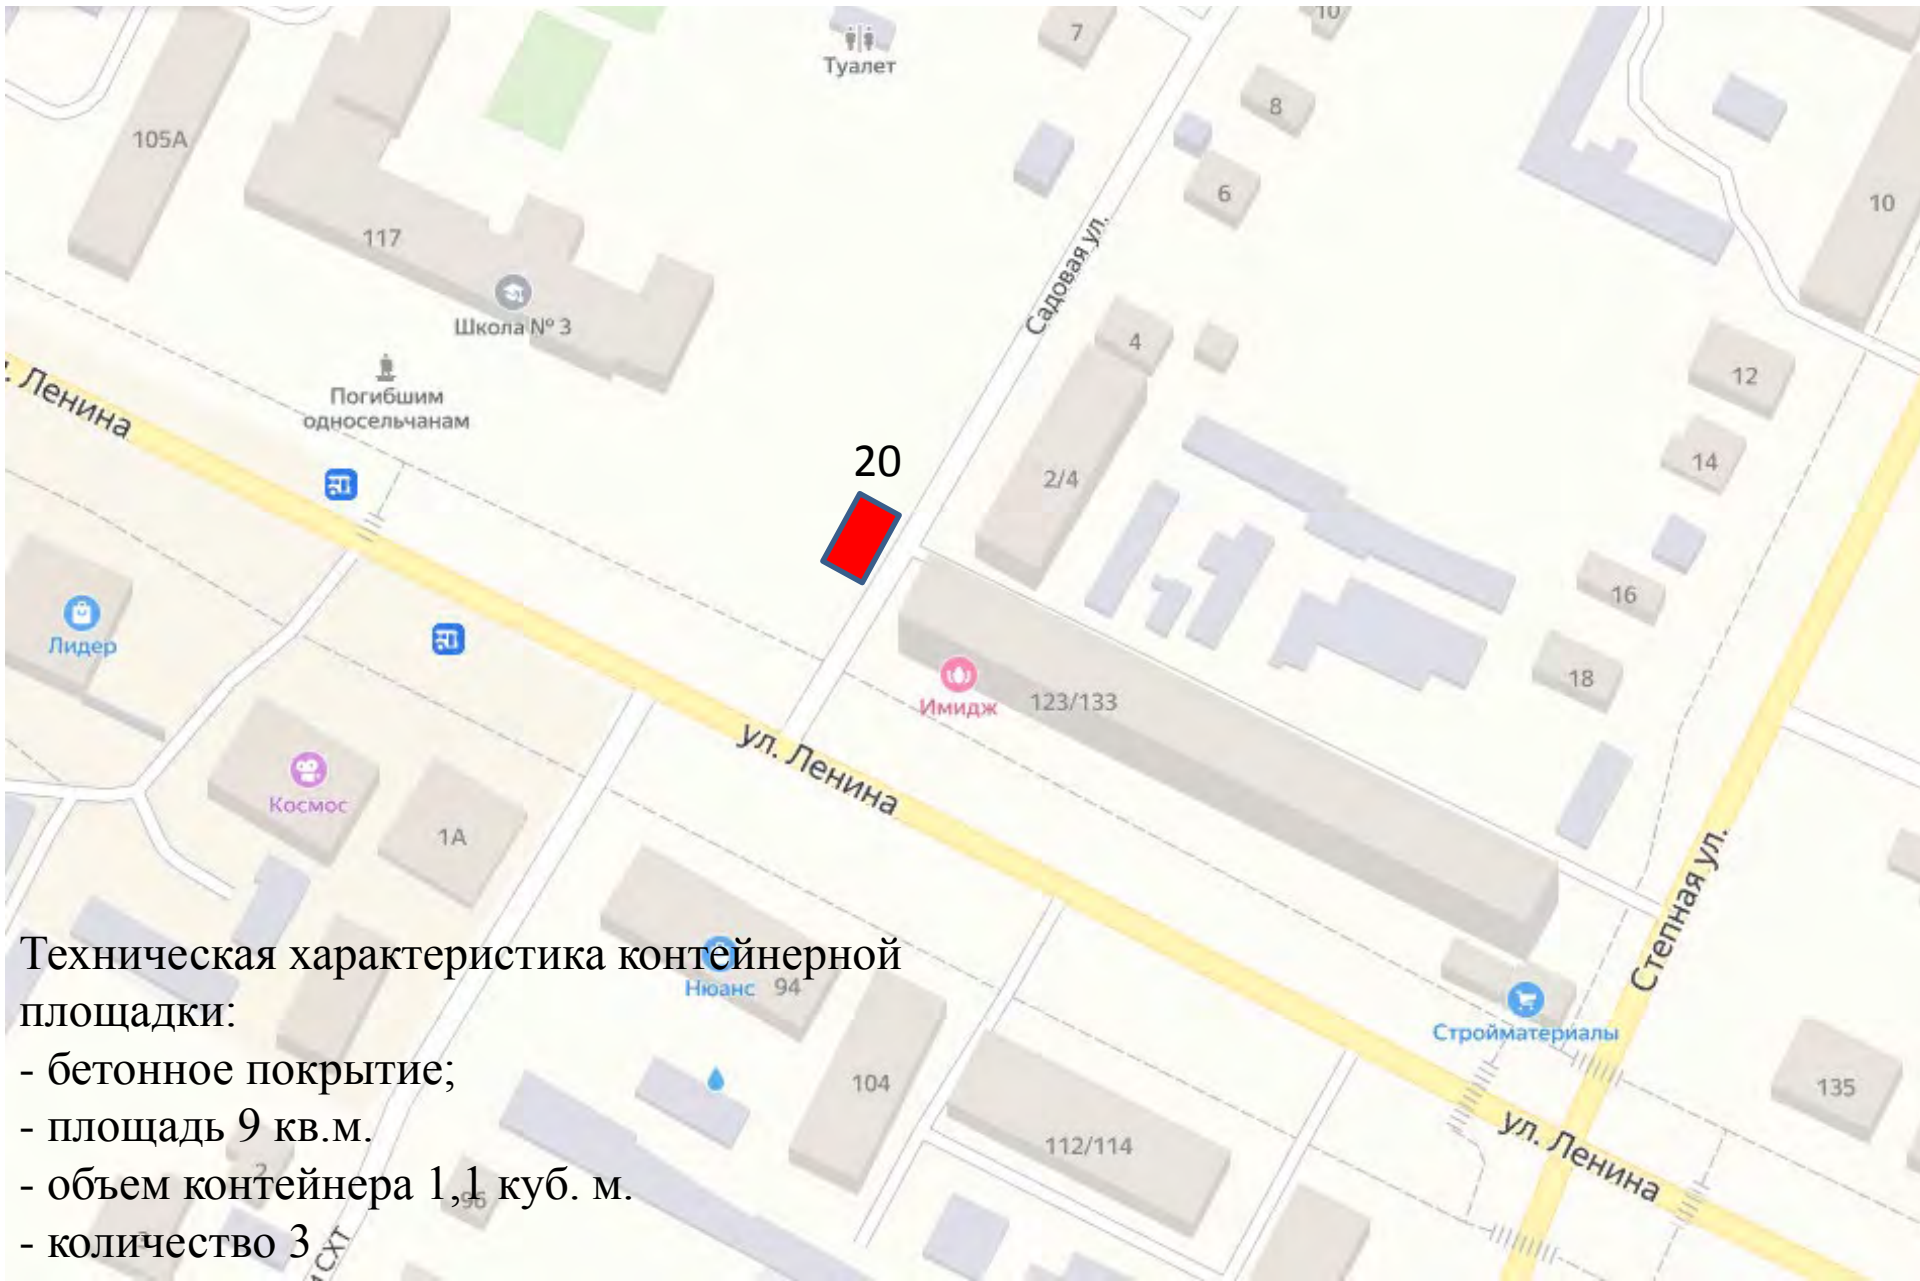 10
7
Туалет
8
105А
6
10
117
Садовая ул.
Школа № 3
4
12
. Ленина
Погибшим
односельчанам
20
2/4
14
16
Лидер
18
Имидж
123/133
ул. Ленина
Космос
1А
Степная ул.
Техническая характеристика контейнерной
площадки:
- бетонное покрытие;
- площадь 9 кв.м.
- объем контейнера 1,1 куб. м.
- количество 3
Нюанс
94
Стройматериалы
104
135
112/114
ул. Ленина
2
96
СХТ